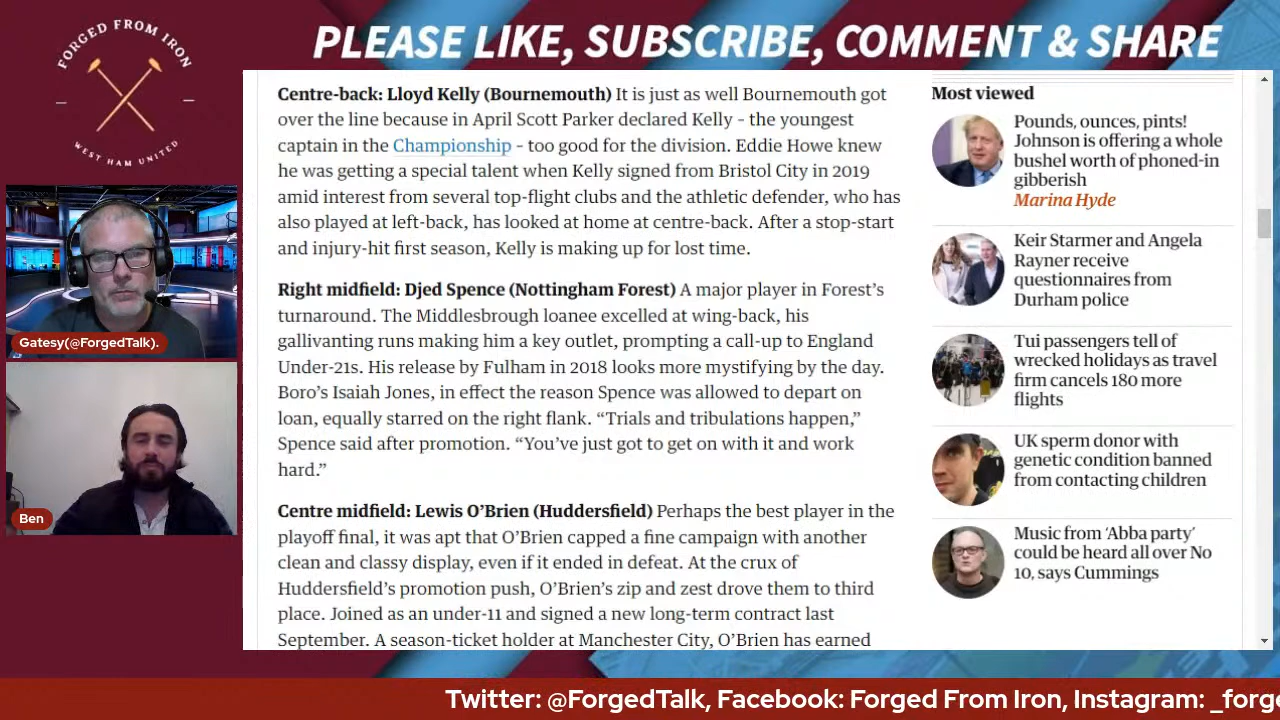 FORGED FROM IRON
WEST HAM UNITED
PLEASE LIKE, SUBSCRIBE, COMMENT & SHARE
Gatesy(@ForgedTalk).
Ben
Centre-back: Lloyd Kelly (Bournemouth) It is just as well Bournemouth got
over the line because in April Scott Parker declared Kelly – the youngest
captain in the Championship – too good for the division. Eddie Howe knew
he was getting a special talent when Kelly signed from Bristol City in 2019
amid interest from several top-flight clubs and the athletic defender, who has
also played at left-back, has looked at home at centre-back. After a stop-start
and injury-hit first season, Kelly is making up for lost time.
Right midfield: Djed Spence (Nottingham Forest) A major player in Forest’s
turnaround. The Middlesbrough loanee excelled at wing-back, his
gallivanting runs making him a key outlet, prompting a call-up to England
Under-21s. His release by Fulham in 2018 looks more mystifying by the day.
Boro’s Isaiah Jones, in effect the reason Spence was allowed to depart on
loan, equally starred on the right flank. “Trials and tribulations happen,”
Spence said after promotion. “You’ve just got to get on with it and work
hard.”
Centre midfield: Lewis O’Brien (Huddersfield) Perhaps the best player in the
playoff final, it was apt that O’Brien capped a fine campaign with another
clean and classy display, even if it ended in defeat. At the crux of
Huddersfield’s promotion push, O’Brien’s zip and zest drove them to third
place. Joined as an under-11 and signed a new long-term contract last
September. A season-ticket holder at Manchester City, O’Brien has earned
Most viewed
Pounds, ounces, pints!
Johnson is offering a whole
bushel worth of phoned-in
gibberish
Marina Hyde
Keir Starmer and Angela
Rayner receive
questionnaires from
Durham police
Tui passengers tell of
wrecked holidays as travel
firm cancels 180 more
flights
UK sperm donor with
genetic condition banned
from contacting children
Music from ‘Abba party’
could be heard all over No
10, says Cummings
Twitter: @ForgedTalk, Facebook: Forged From Iron, Instagram: _forge